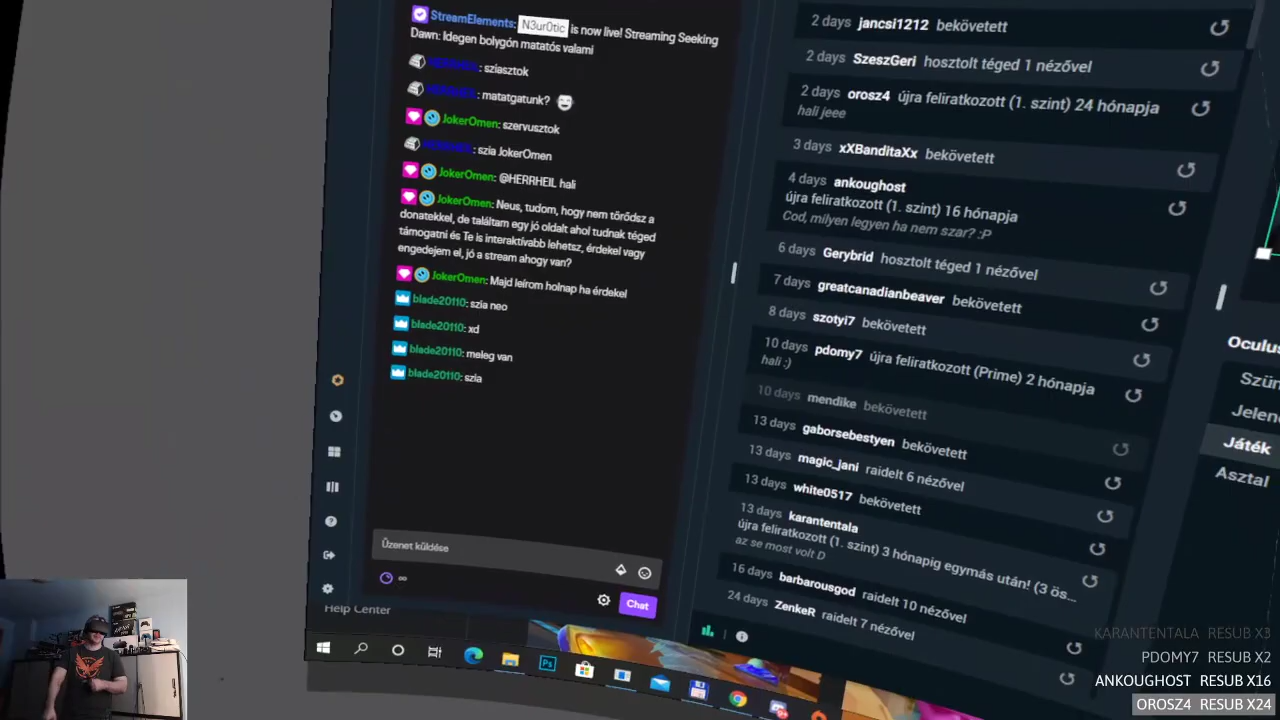 StreamElements: N3ur0tic is now live! Streaming Seeking
Dawn: Idegen bolygón matatós valami
sziasztok
matatgatunk?
JokerOmen: szervusztok
szia JokerOmen
JokerOmen: @HERRHEIL hali
JokerOmen: Neus, tudom, hogy nem törődsz a
donatekkel, de találtam egy jó oldalt ahol tudnak téged
támogatni és Te is interaktívabb lehetsz, érdekel vagy
engedejem el, jó a stream ahogy van?
JokerOmen: Majd leírom holnap ha érdekel
blade20110: szia neo
blade20110: xd
blade20110: meleg van
blade20110: szia
Üzenet küldése
Chat
Help Center
2 days jancsi1212 bekövetett
2 days SzeszGeri hosztolt téged 1 nézővel
2 days orosz4 újra feliratkozott (1. szint) 24 hónapja
hali jeee
3 days xXBanditaXx bekövetett
4 days ankoughost
újra feliratkozott (1. szint) 16 hónapja
Cod, milyen legyen ha nem szar? :P
6 days Gerybrid hosztolt téged 1 nézővel
7 days greatcanadianbeaver bekövetett
8 days szotyi7 bekövetett
10 days pdomy7 újra feliratkozott (Prime) 2 hónapja
hali :)
10 days mendike bekövetett
13 days gaborsebestyen bekövetett
13 days magic_jani raidelt 6 nézővel
13 days white0517 bekövetett
13 days karantentala
újra feliratkozott (1. szint) 3 hónapig egymás után! (3 ös...
az se most volt D
16 days barbarousgod raidelt 10 nézővel
24 days ZenkeR raidelt 7 nézővel
Oculus
Szün
Jelen
Játék
Asztal
KARANTENTALA RESUB X3
PDOMY7 RESUB X2
ANKOUGHOST RESUB X16
OROSZ4 RESUB X24